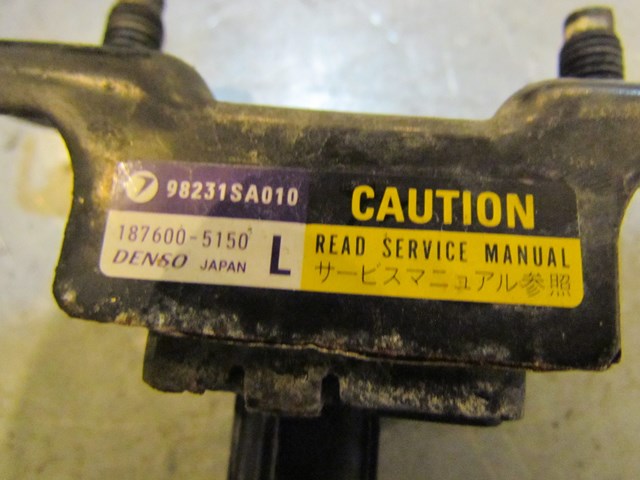 98231SA010
187600-5150
DENSO JAPAN L
CAUTION
READ SERVICE MANUAL
サービスマニュアル参照